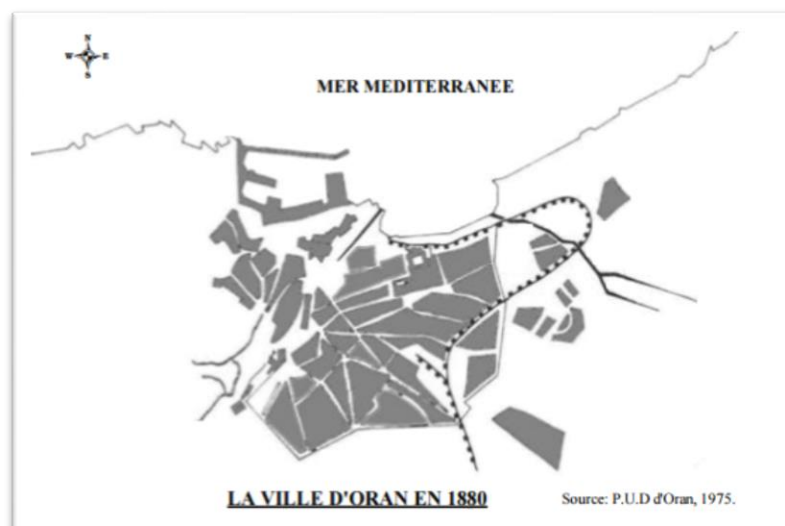 N
W E
S
MER MEDITERRANEE
LA VILLE D'ORAN EN 1880
Source: P.U.D d'Oran, 1975.